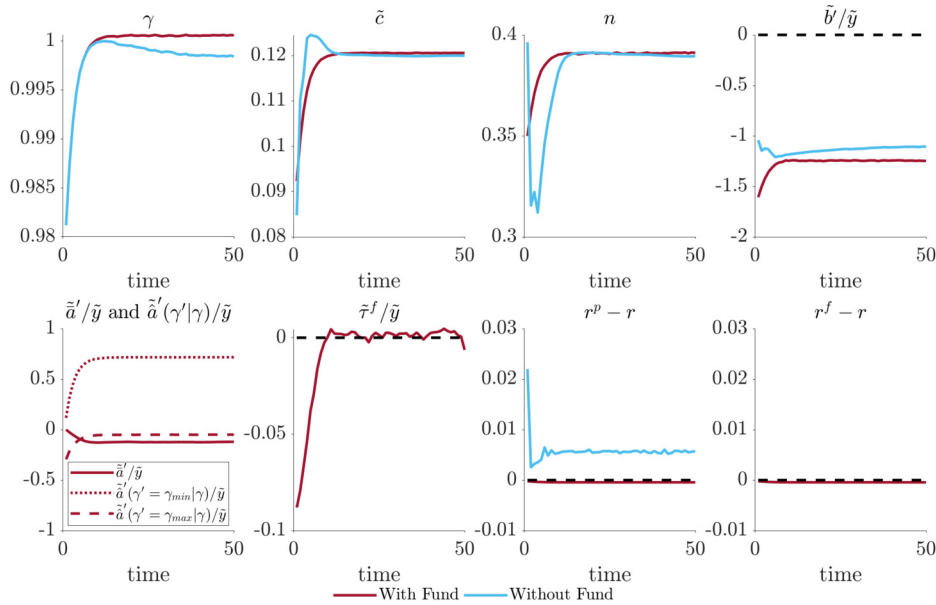 γ
c̃
n
b̃′/ỹ
1
0.995
0.99
0.985
0.98
0
50
time
0.12
0.11
0.1
0.09
0.08
0
50
time
0.4
0.35
0.3
0
50
time
0
-0.5
-1
-1.5
-2
0
50
time
ã̄′/ỹ and ã̂′(γ′|γ)/ỹ
τ̃ᶠ/ỹ
rᵖ − r
rᶠ − r
1
0.5
0
-0.5
-1
ã̄′/ỹ
ã̂′(γ′ = γmin|γ)/ỹ
ã̂′(γ′ = γmax|γ)/ỹ
0
50
time
0
-0.05
-0.1
0
50
time
0.03
0.02
0.01
0
-0.01
0
50
time
0.03
0.02
0.01
0
-0.01
0
50
time
With Fund
Without Fund